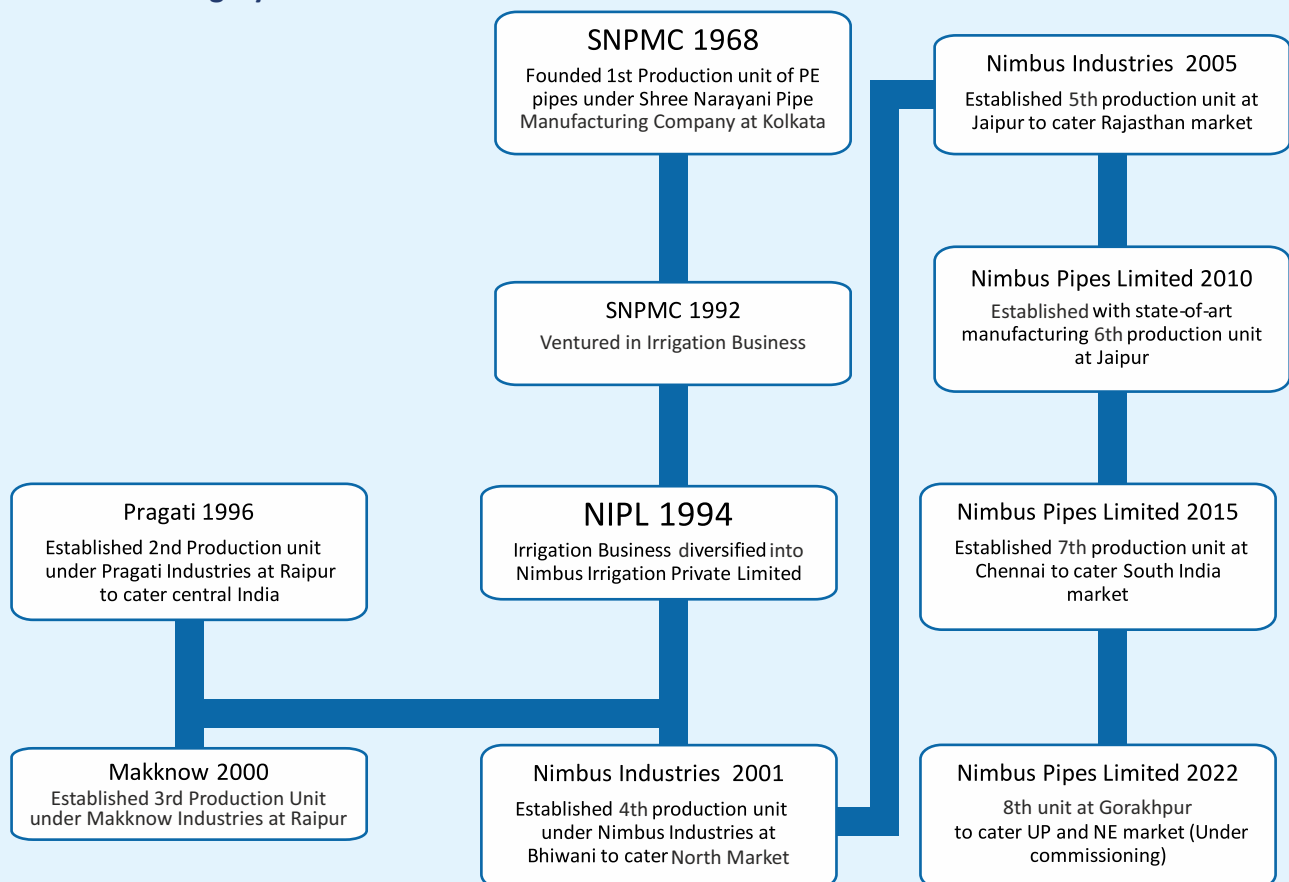 SNPMC 1968
Founded 1st Production unit of PE
pipes under Shree Narayani Pipe
Manufacturing Company at Kolkata
SNPMC 1992
Ventured in Irrigation Business
NIPL 1994
Irrigation Business diversified into
Nimbus Irrigation Private Limited
Pragati 1996
Established 2nd Production unit
under Pragati Industries at Raipur
to cater central India
Makknow 2000
Established 3rd Production Unit
under Makknow Industries at Raipur
Nimbus Industries 2001
Established 4th production unit
under Nimbus Industries at
Bhiwani to cater North Market
Nimbus Industries 2005
Established 5th production unit at
Jaipur to cater Rajasthan market
Nimbus Pipes Limited 2010
Established with state-of-art
manufacturing 6th production unit
at Jaipur
Nimbus Pipes Limited 2015
Established 7th production unit at
Chennai to cater South India
market
Nimbus Pipes Limited 2022
8th unit at Gorakhpur
to cater UP and NE market (Under
commissioning)